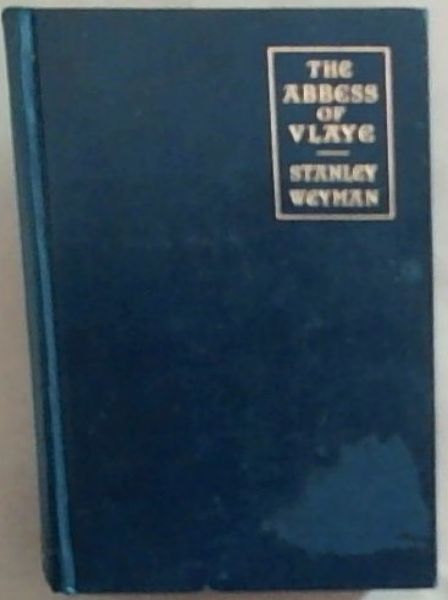 THE
ABBESS
OF
VLAYE
STANLEY
WEYMAN